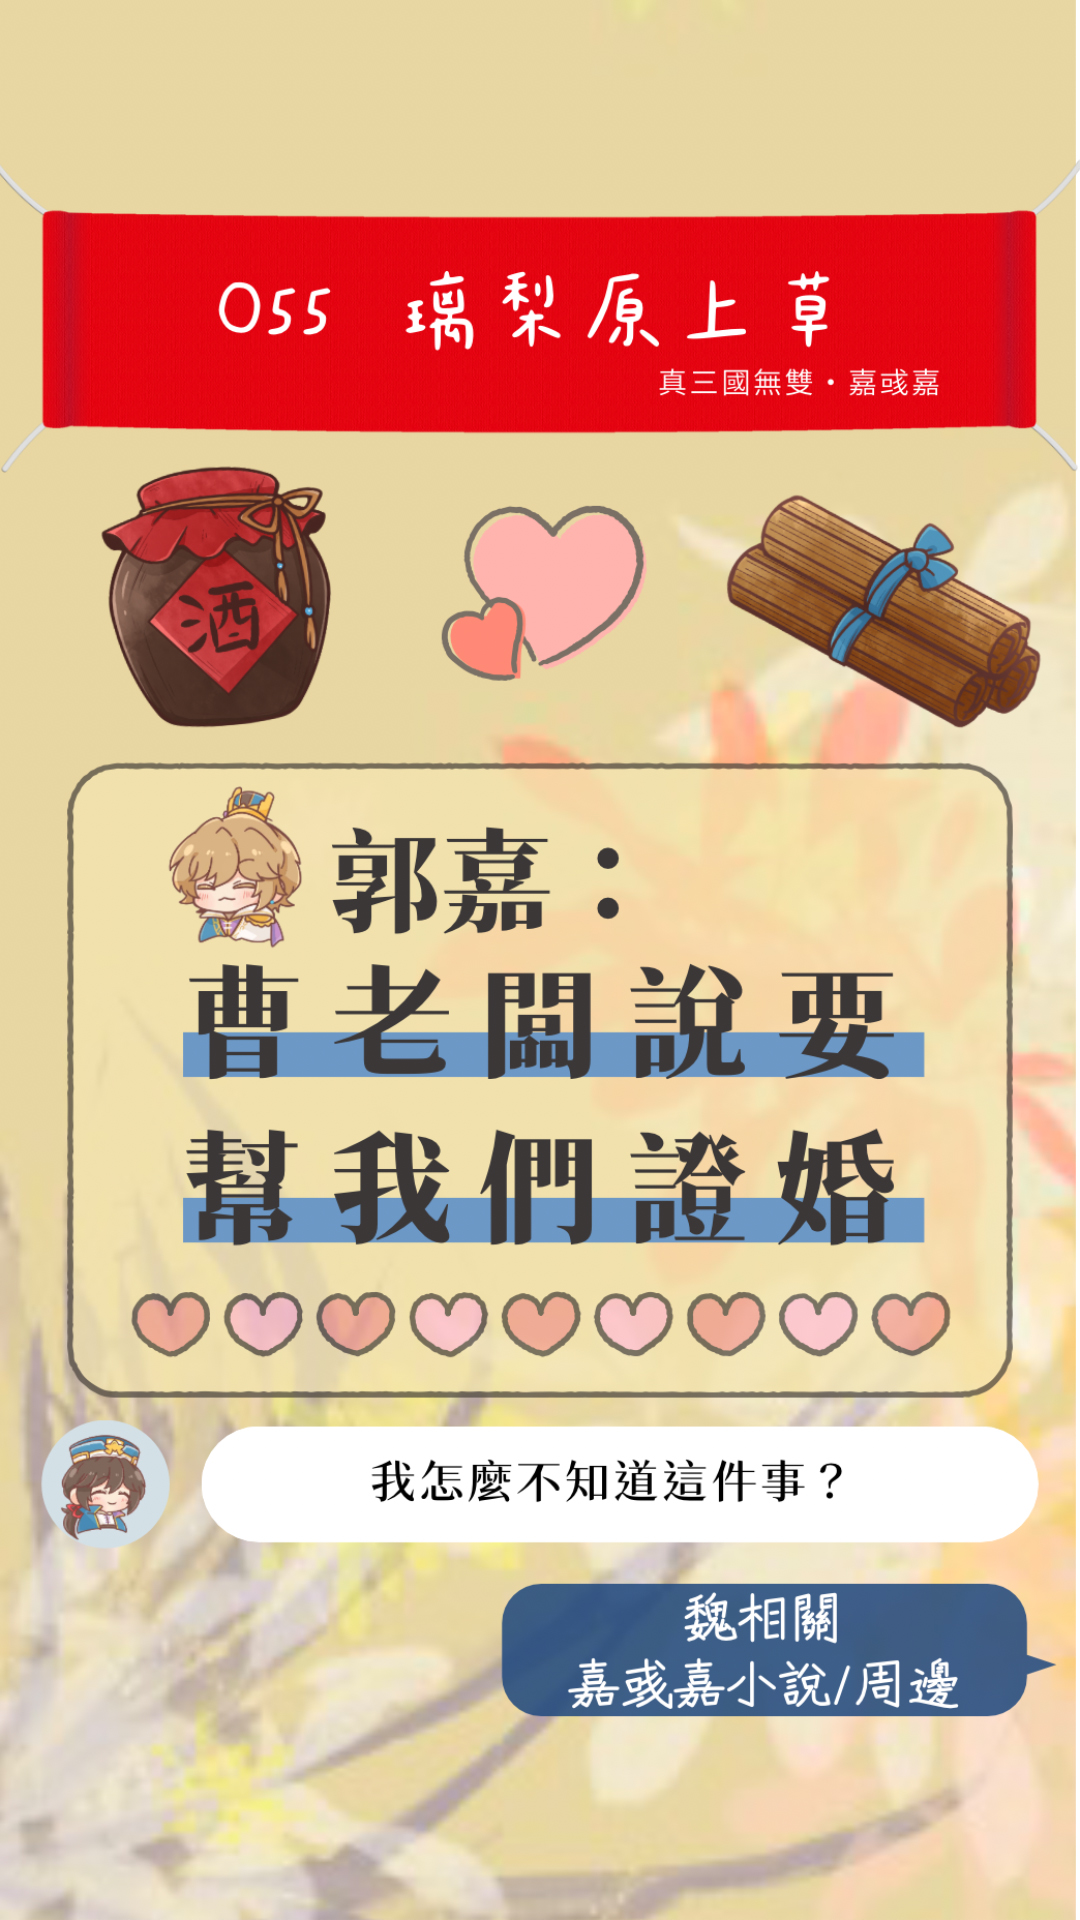 055 璃梨原上草
真三國無雙・嘉彧嘉
酒
郭嘉：
曹老闆說要
幫我們證婚
我怎麼不知道這件事？
魏相關
嘉彧嘉小說/周邊